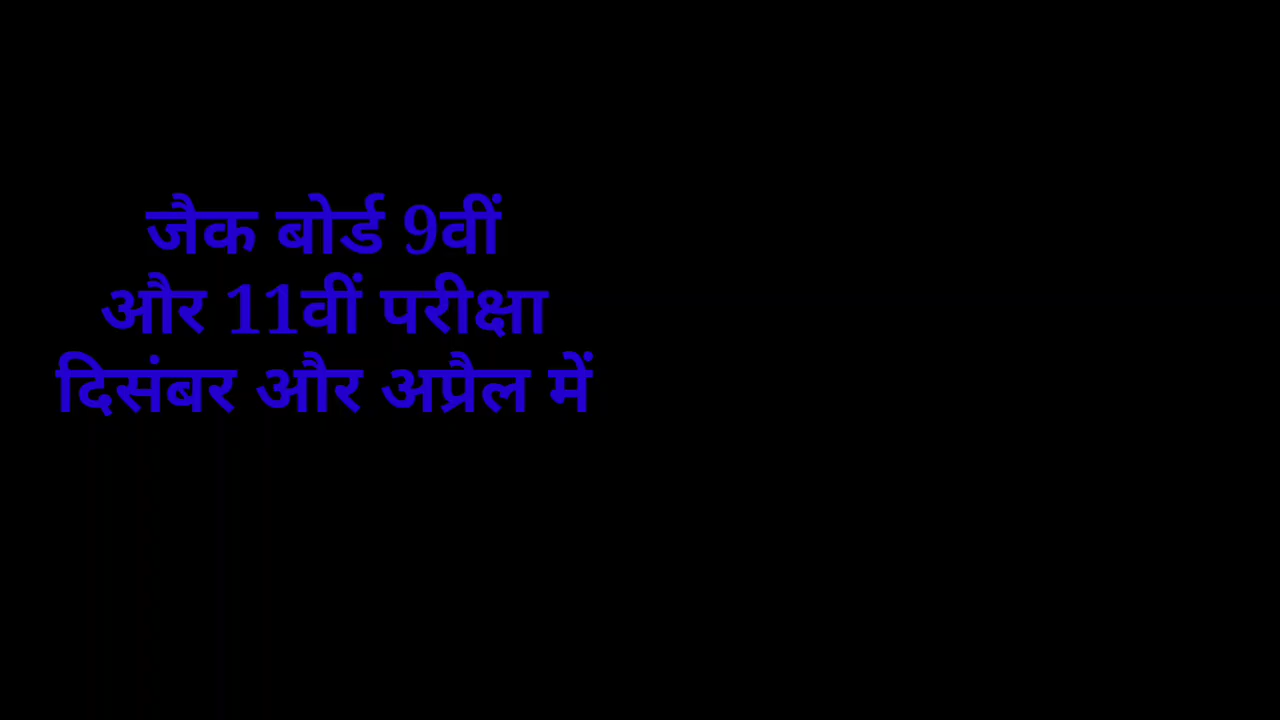 जैक बोर्ड 9वीं
और 11वीं परीक्षा
दिसंबर और अप्रैल में